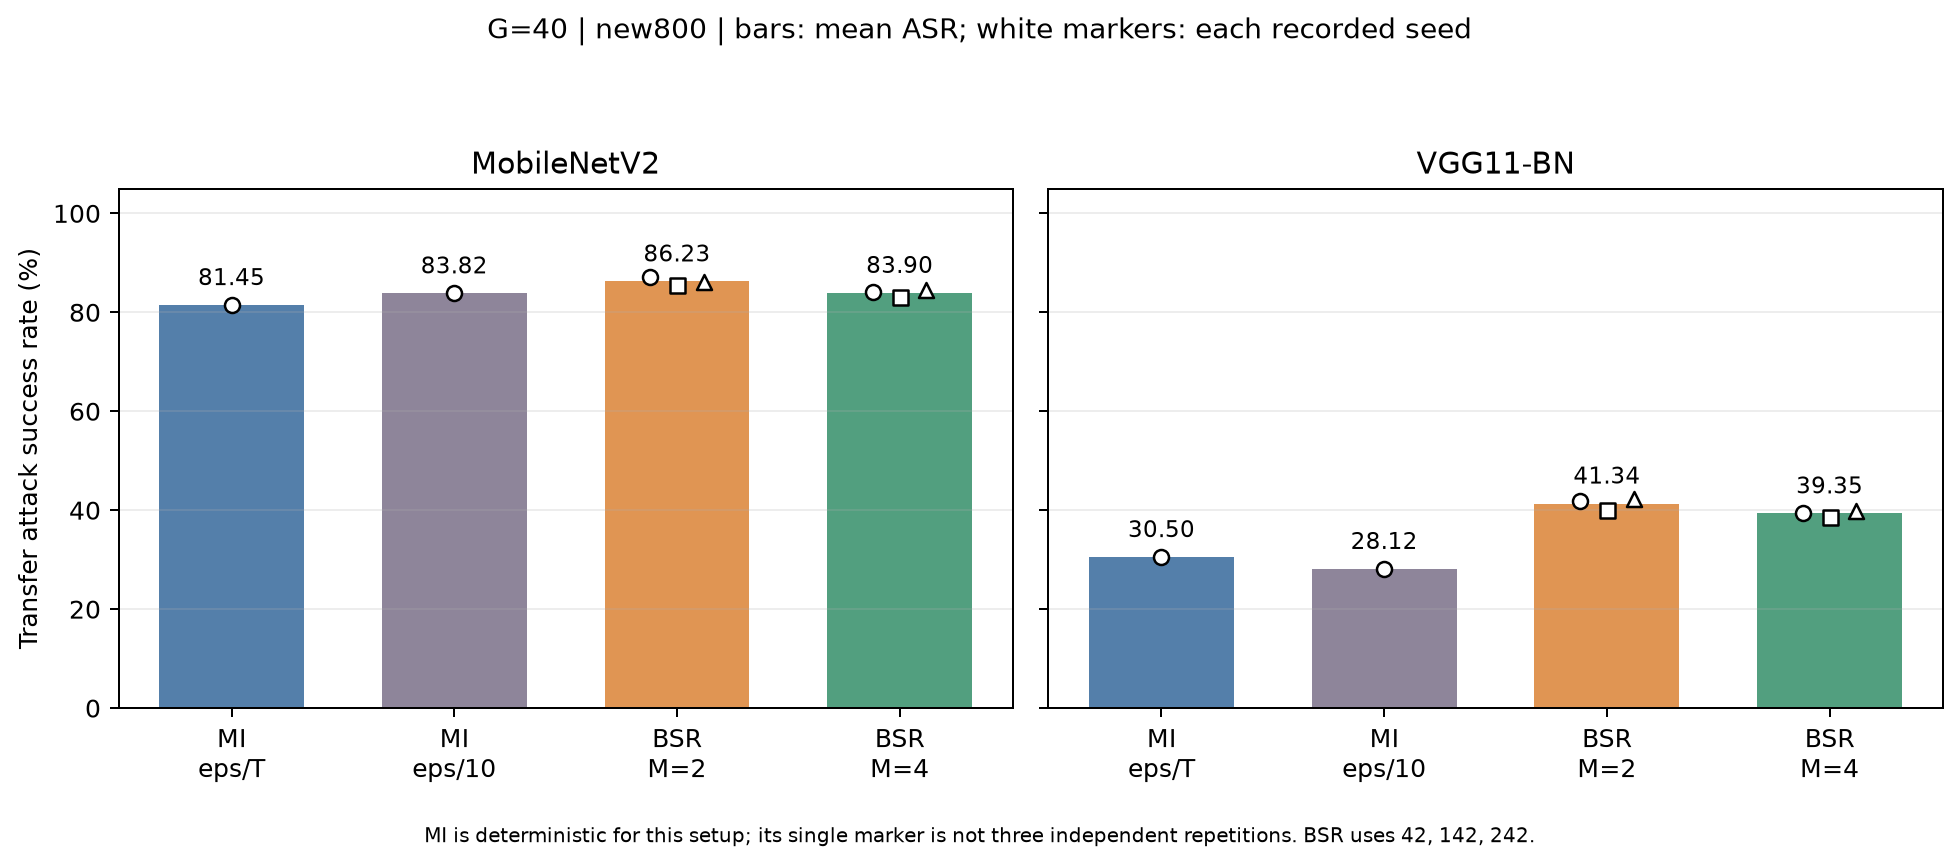 G=40 | new800 | bars: mean ASR; white markers: each recorded seed
MobileNetV2
Transfer attack success rate (%)
100
80
60
40
20
0
81.45
83.82
86.23
83.90
MI
eps/T
MI
eps/10
BSR
M=2
BSR
M=4
VGG11-BN
30.50
28.12
41.34
39.35
MI
eps/T
MI
eps/10
BSR
M=2
BSR
M=4
MI is deterministic for this setup; its single marker is not three independent repetitions. BSR uses 42, 142, 242.